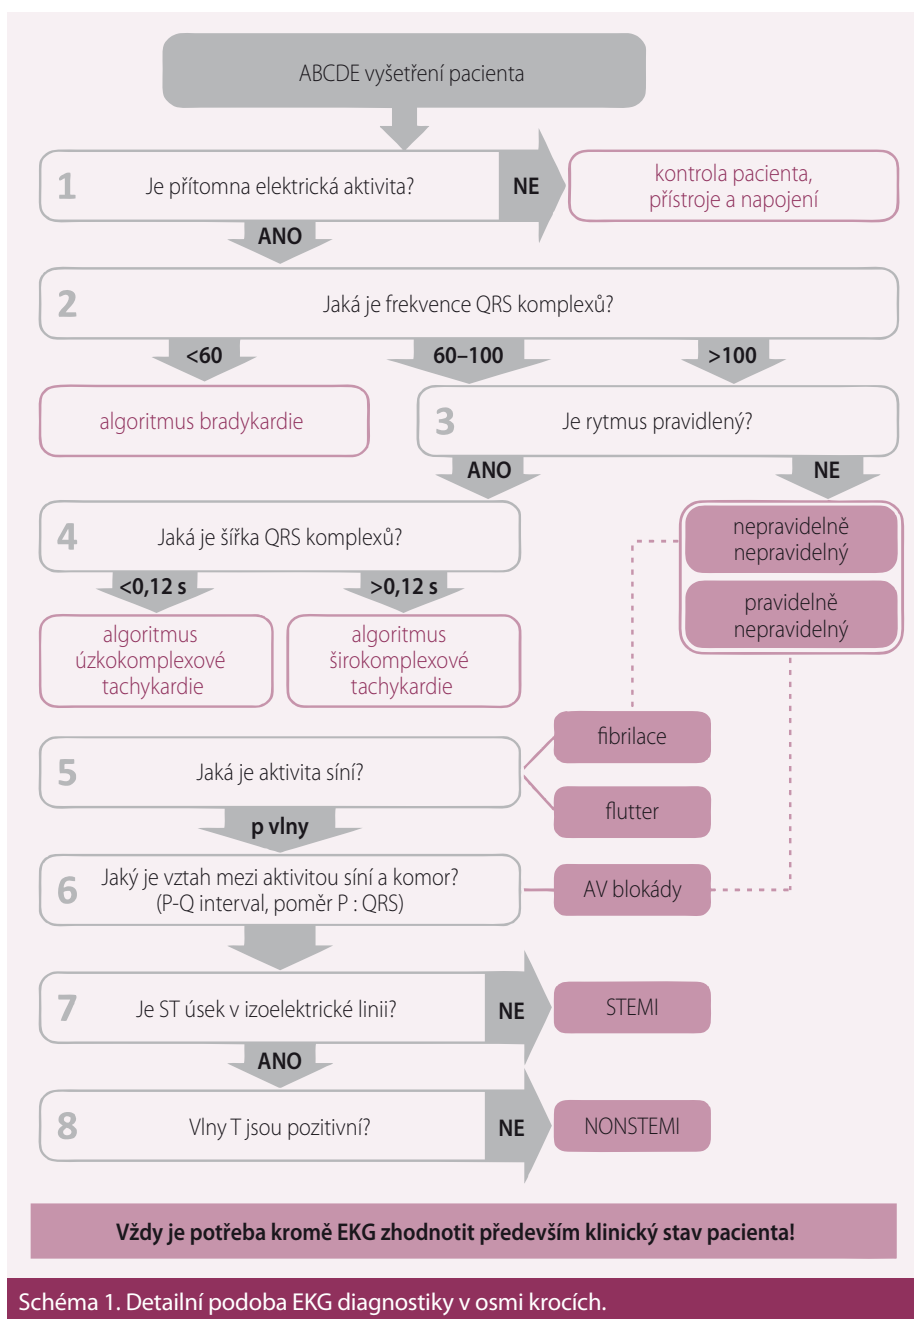 ABCDE vyšetření pacienta
1
Je přítomna elektrická aktivita?
NE
kontrola pacienta,
přístroje a napojení
ANO
2
Jaká je frekvence QRS komplexů?
<60
60–100
>100
algoritmus bradykardie
3
Je rytmus pravidlený?
ANO
NE
4
Jaká je šířka QRS komplexů?
nepravidelně
nepravidelný
pravidelně
nepravidelný
<0,12 s
>0,12 s
algoritmus
úzkokomplexové
tachykardie
algoritmus
širokomplexové
tachykardie
5
Jaká je aktivita síní?
fibrilace
flutter
p vlny
6
Jaký je vztah mezi aktivitou síní a komor?
(P-Q interval, poměr P : QRS)
AV blokády
7
Je ST úsek v izoelektrické linii?
NE
STEMI
ANO
8
Vlny T jsou pozitivní?
NE
NONSTEMI
Vždy je potřeba kromě EKG zhodnotit především klinický stav pacienta!
Schéma 1. Detailní podoba EKG diagnostiky v osmi krocích.